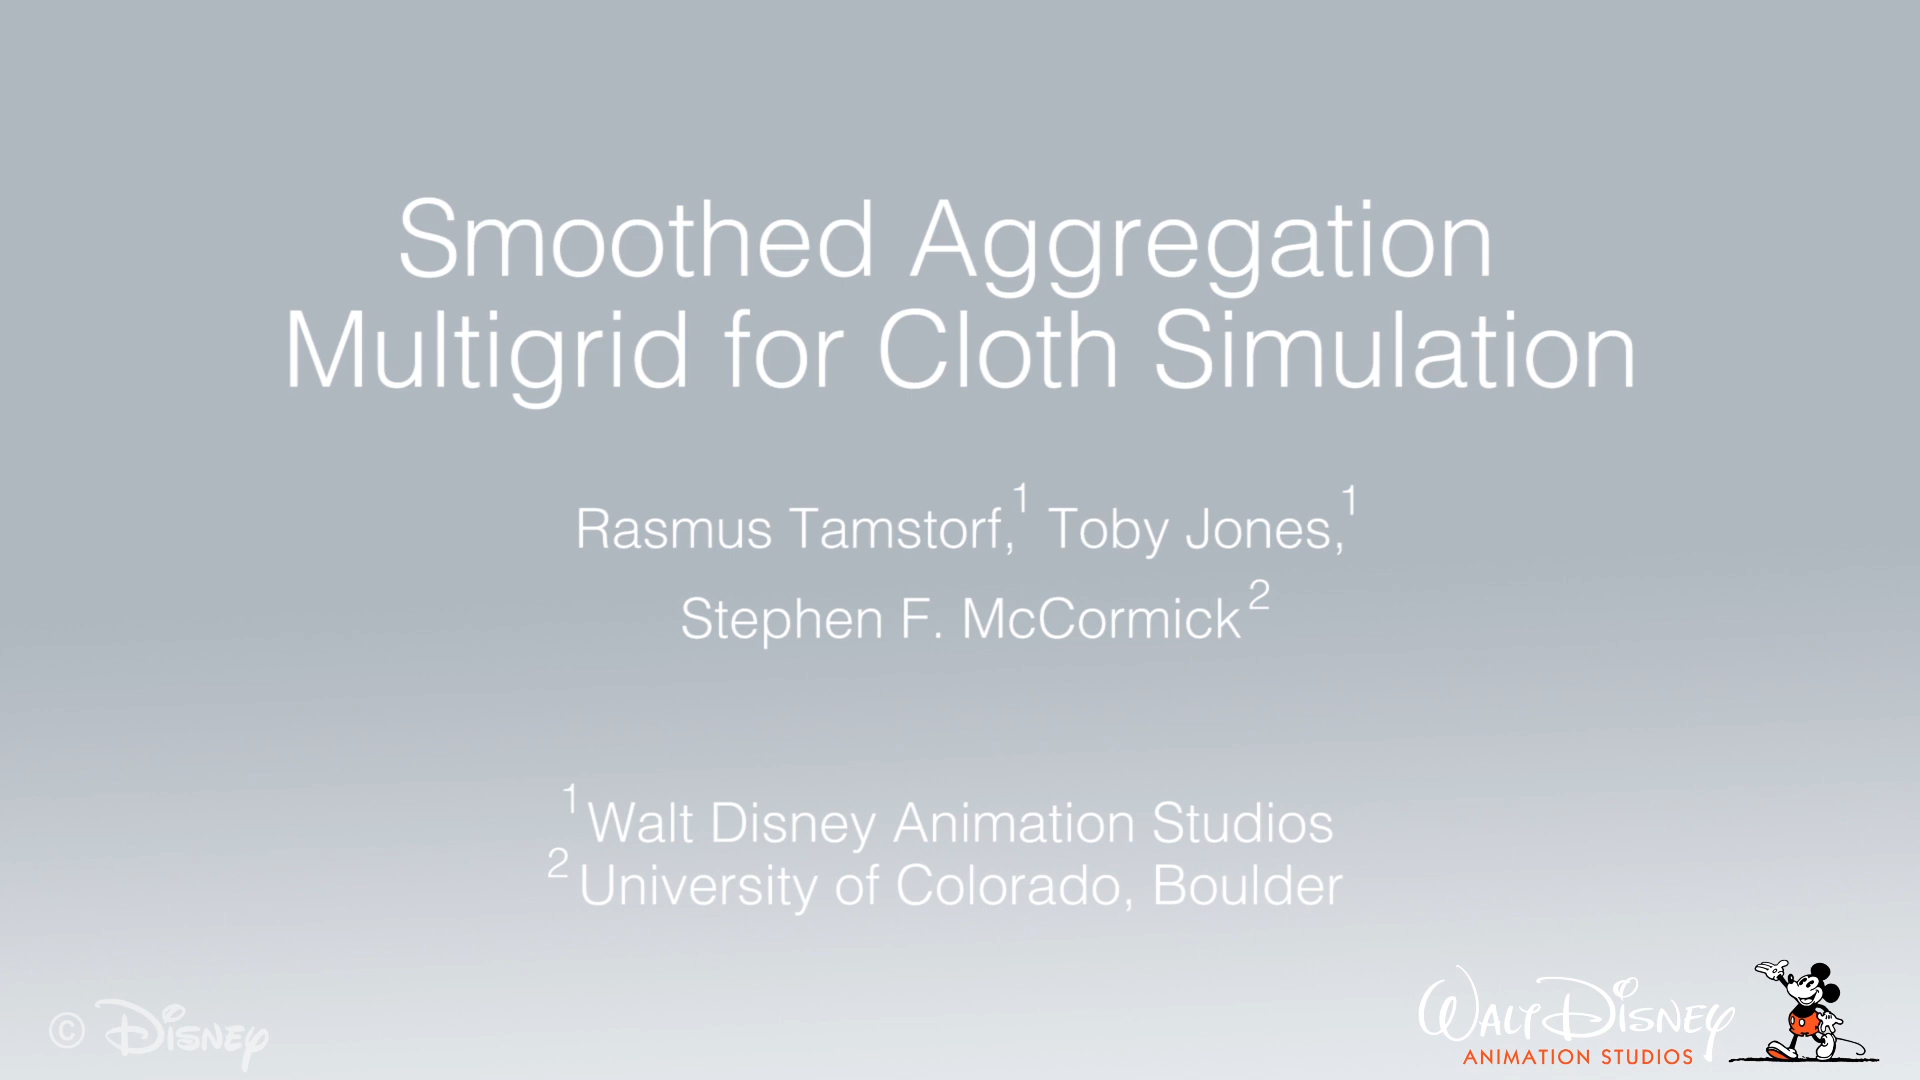 Smoothed Aggregation
Multigrid for Cloth Simulation
Rasmus Tamstorf,¹ Toby Jones,¹
Stephen F. McCormick²
¹Walt Disney Animation Studios
²University of Colorado, Boulder
© Disney
Walt Disney
ANIMATION STUDIOS